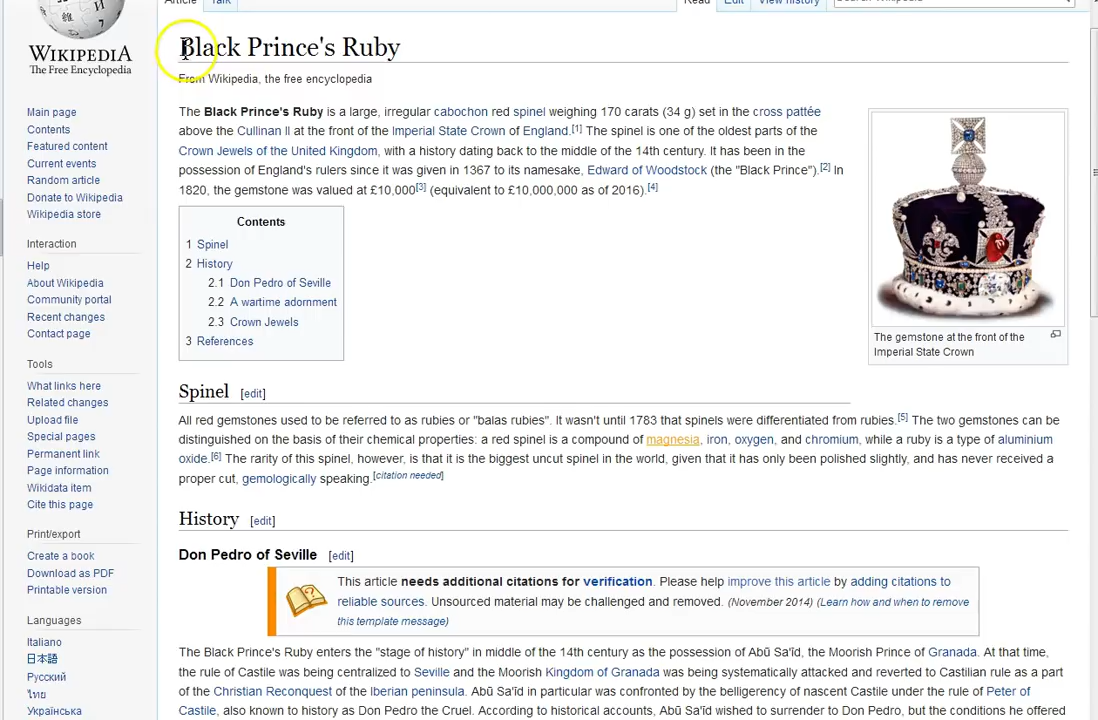 Article Talk Read Edit View history Search Wikipedia
WIKIPEDIA
The Free Encyclopedia
Main page
Contents
Featured content
Current events
Random article
Donate to Wikipedia
Wikipedia store
Interaction
Help
About Wikipedia
Community portal
Recent changes
Contact page
Tools
What links here
Related changes
Upload file
Special pages
Permanent link
Page information
Wikidata item
Cite this page
Print/export
Create a book
Download as PDF
Printable version
Languages
Italiano
日本語
Русский
ไทย
Українська
Black Prince's Ruby
From Wikipedia, the free encyclopedia
The Black Prince's Ruby is a large, irregular cabochon red spinel weighing 170 carats (34 g) set in the cross pattée
above the Cullinan II at the front of the Imperial State Crown of England.[1] The spinel is one of the oldest parts of the
Crown Jewels of the United Kingdom, with a history dating back to the middle of the 14th century. It has been in the
possession of England's rulers since it was given in 1367 to its namesake, Edward of Woodstock (the "Black Prince").[2] In
1820, the gemstone was valued at £10,000[3] (equivalent to £10,000,000 as of 2016).[4]
The gemstone at the front of the
Imperial State Crown
Contents
1 Spinel
2 History
2.1 Don Pedro of Seville
2.2 A wartime adornment
2.3 Crown Jewels
3 References
Spinel [edit]
All red gemstones used to be referred to as rubies or "balas rubies". It wasn't until 1783 that spinels were differentiated from rubies.[5] The two gemstones can be
distinguished on the basis of their chemical properties: a red spinel is a compound of magnesia, iron, oxygen, and chromium, while a ruby is a type of aluminium
oxide.[6] The rarity of this spinel, however, is that it is the biggest uncut spinel in the world, given that it has only been polished slightly, and has never received a
proper cut, gemologically speaking.[citation needed]
History [edit]
Don Pedro of Seville [edit]
This article needs additional citations for verification. Please help improve this article by adding citations to
reliable sources. Unsourced material may be challenged and removed. (November 2014) (Learn how and when to remove
this template message)
The Black Prince's Ruby enters the "stage of history" in middle of the 14th century as the possession of Abū Sa'īd, the Moorish Prince of Granada. At that time,
the rule of Castile was being centralized to Seville and the Moorish Kingdom of Granada was being systematically attacked and reverted to Castilian rule as a part
of the Christian Reconquest of the Iberian peninsula. Abū Sa'īd in particular was confronted by the belligerency of nascent Castile under the rule of Peter of
Castile, also known to history as Don Pedro the Cruel. According to historical accounts, Abū Sa'īd wished to surrender to Don Pedro, but the conditions he offered